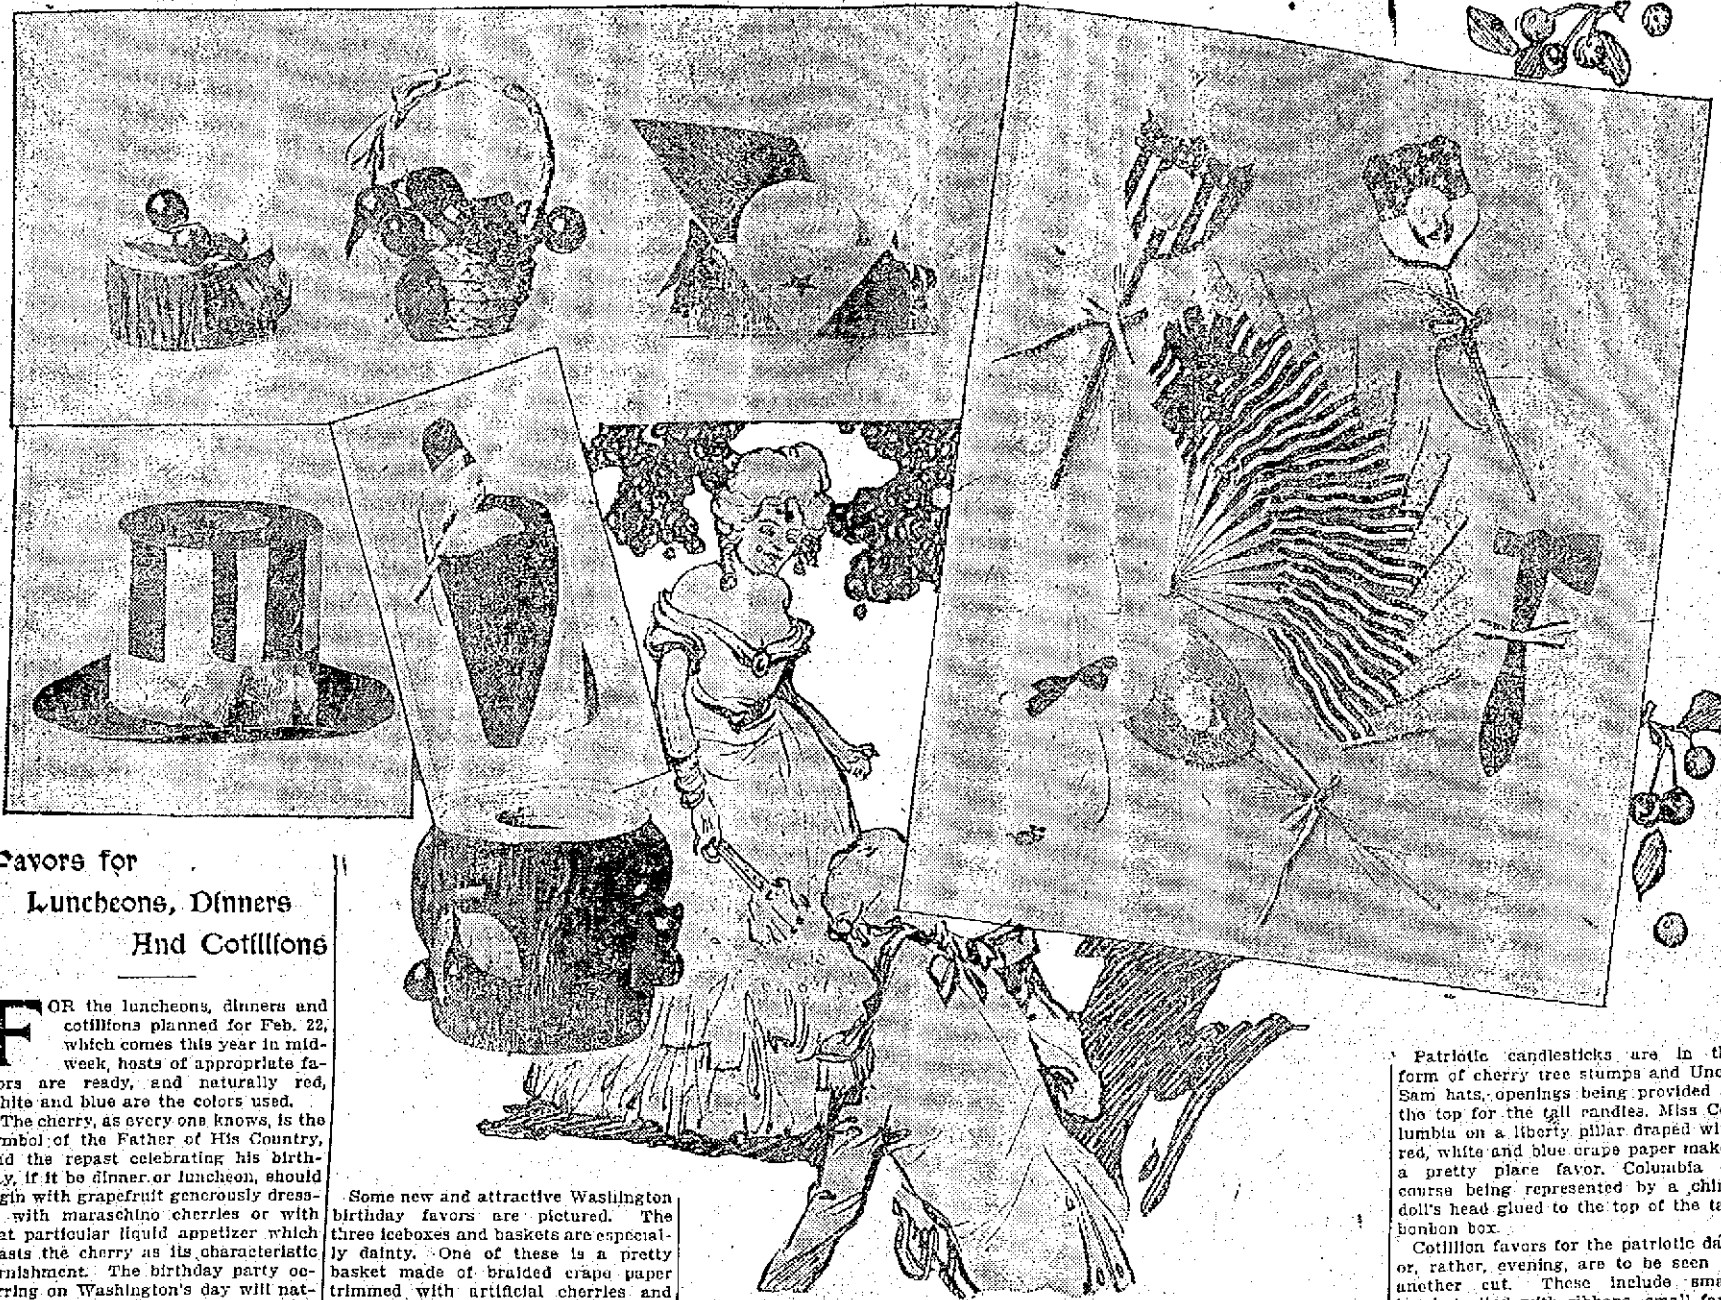 Favors for
Luncheons, Dinners
And Cotillions
FOR the luncheons, dinners and
cotillions planned for Feb. 22,
which comes this year in mid-
week, hosts of appropriate fa-
ors are ready, and naturally red,
hite and blue are the colors used.
The cherry, as every one knows, is the
mbol of the Father of His Country,
d the repast celebrating his birth-
y, if it be dinner or luncheon, should
gin with grapefruit generously dress-
with maraschino cherries or with
at particular liquid appetizer which
asts the cherry as its characteristic
rnishment. The birthday party oc-
rring on Washington's day will nat-
Some new and attractive Washington
birthday favors are pictured. The
three iceboxes and baskets are especial-
ly dainty. One of these is a pretty
basket made of braided crape paper
trimmed with artificial cherries and
Patriotic candlesticks are in th
form of cherry tree stumps and Unc
Sam hats, openings being provided
the top for the tall candles. Miss Co
lumbia on a liberty pillar draped wi
red, white and blue crape paper mak
a pretty place favor. Columbia
course being represented by a chin
doll's head glued to the top of the ta
bonbon box.
Cotillion favors for the patriotic da
or, rather, evening, are to be seen
another cut. These include sma